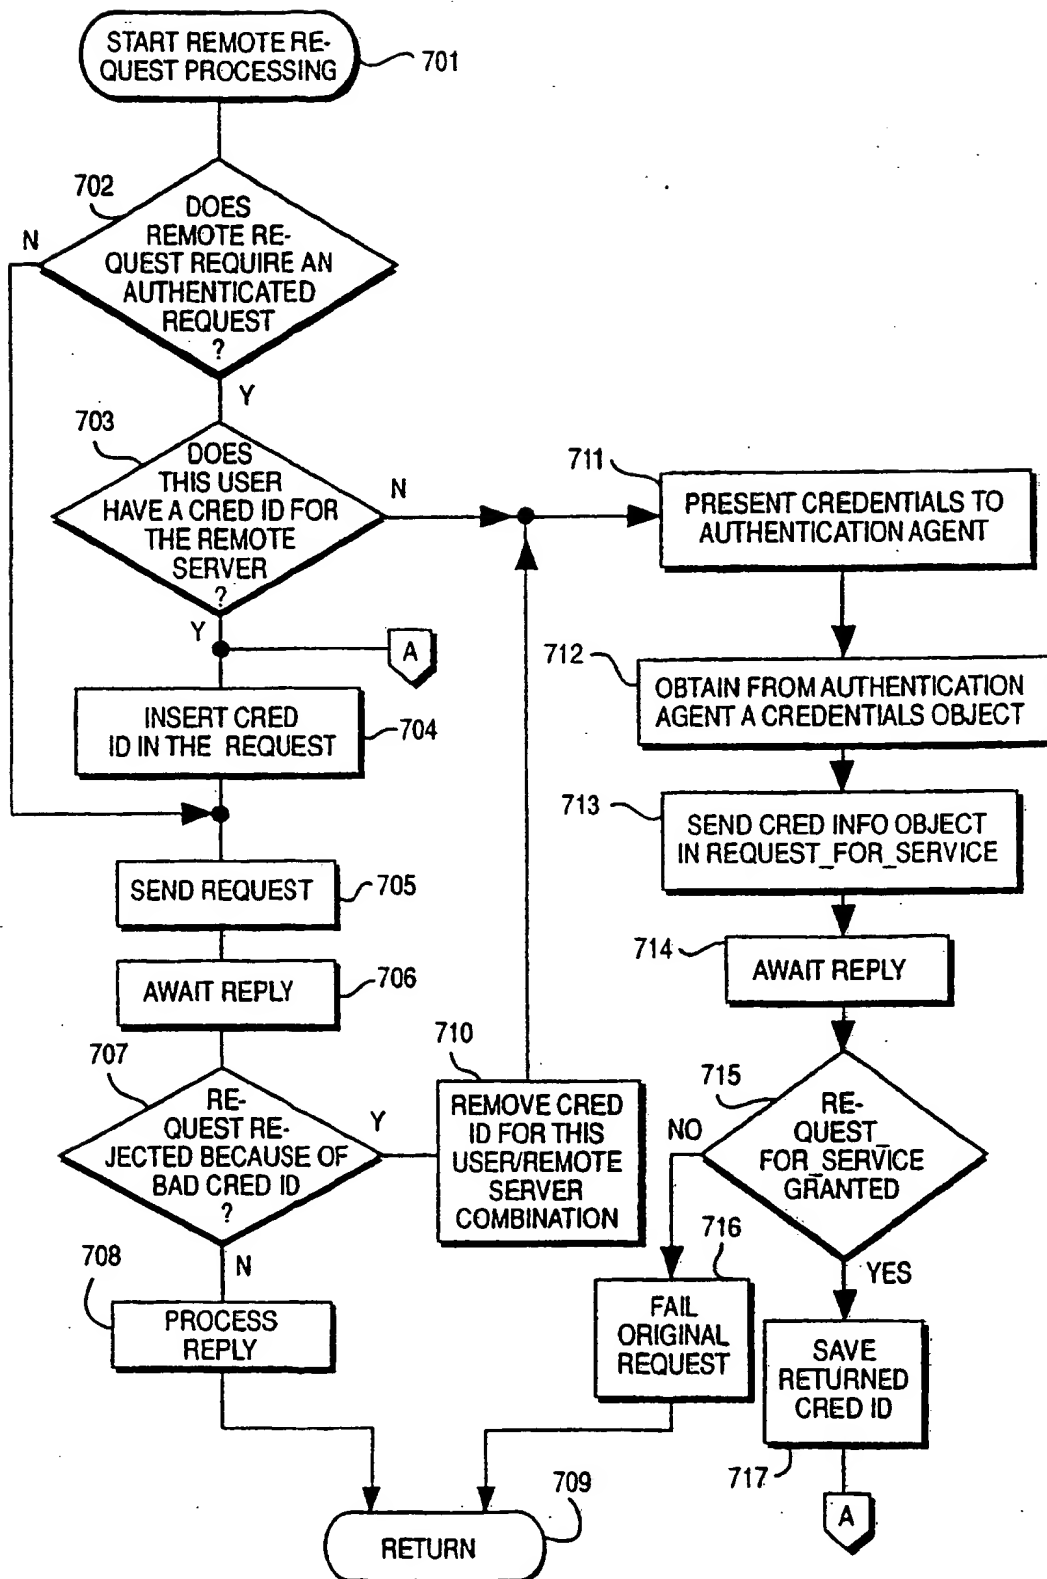 START REMOTE RE-
QUEST PROCESSING
701
702
DOES
REMOTE RE-
QUEST REQUIRE AN
AUTHENTICATED
REQUEST
?
N
Y
703
DOES
THIS USER
HAVE A CRED ID FOR
THE REMOTE
SERVER
?
N
Y
A
INSERT CRED
ID IN THE REQUEST
704
SEND REQUEST
705
AWAIT REPLY
706
707
RE-
QUEST RE-
JECTED BECAUSE OF
BAD CRED ID
?
Y
N
708
PROCESS
REPLY
710
REMOVE CRED
ID FOR THIS
USER/REMOTE
SERVER
COMBINATION
711
PRESENT CREDENTIALS TO
AUTHENTICATION AGENT
712
OBTAIN FROM AUTHENTICATION
AGENT A CREDENTIALS OBJECT
713
SEND CRED INFO OBJECT
IN REQUEST_FOR_SERVICE
714
AWAIT REPLY
715
RE-
QUEST_
FOR_SERVICE
GRANTED
NO
YES
716
FAIL
ORIGINAL
REQUEST
SAVE
RETURNED
CRED ID
717
A
709
RETURN